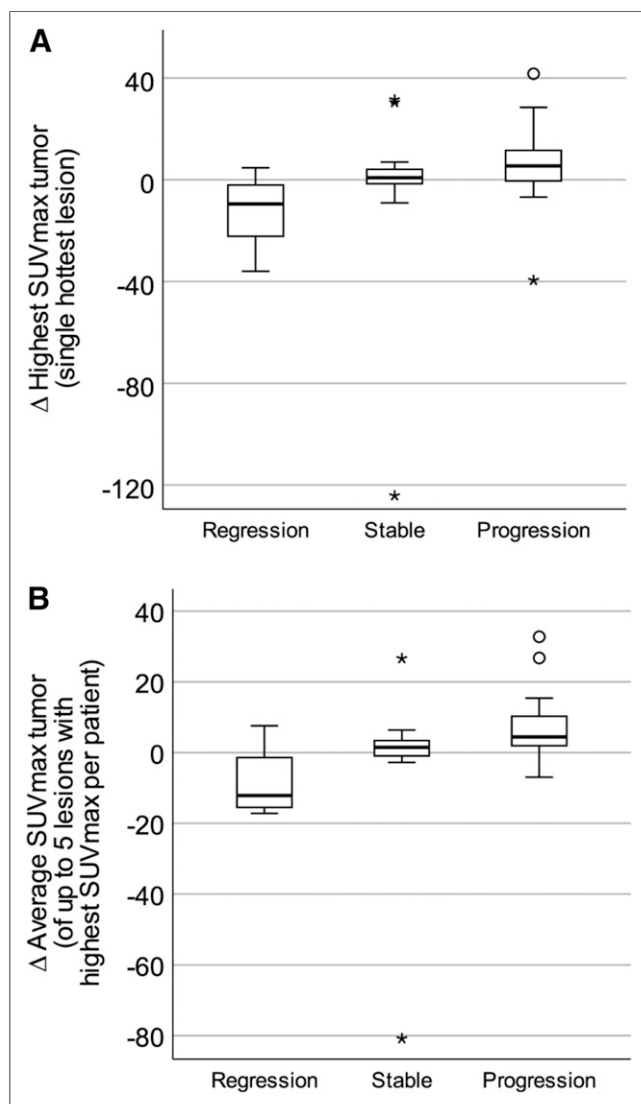 A
Δ Highest SUVmax tumor
(single hottest lesion)
40
0
-40
-80
-120
Regression
Stable
Progression
B
Δ Average SUVmax tumor
(of up to 5 lesions with
highest SUVmax per patient)
40
20
0
-20
-40
-60
-80
Regression
Stable
Progression